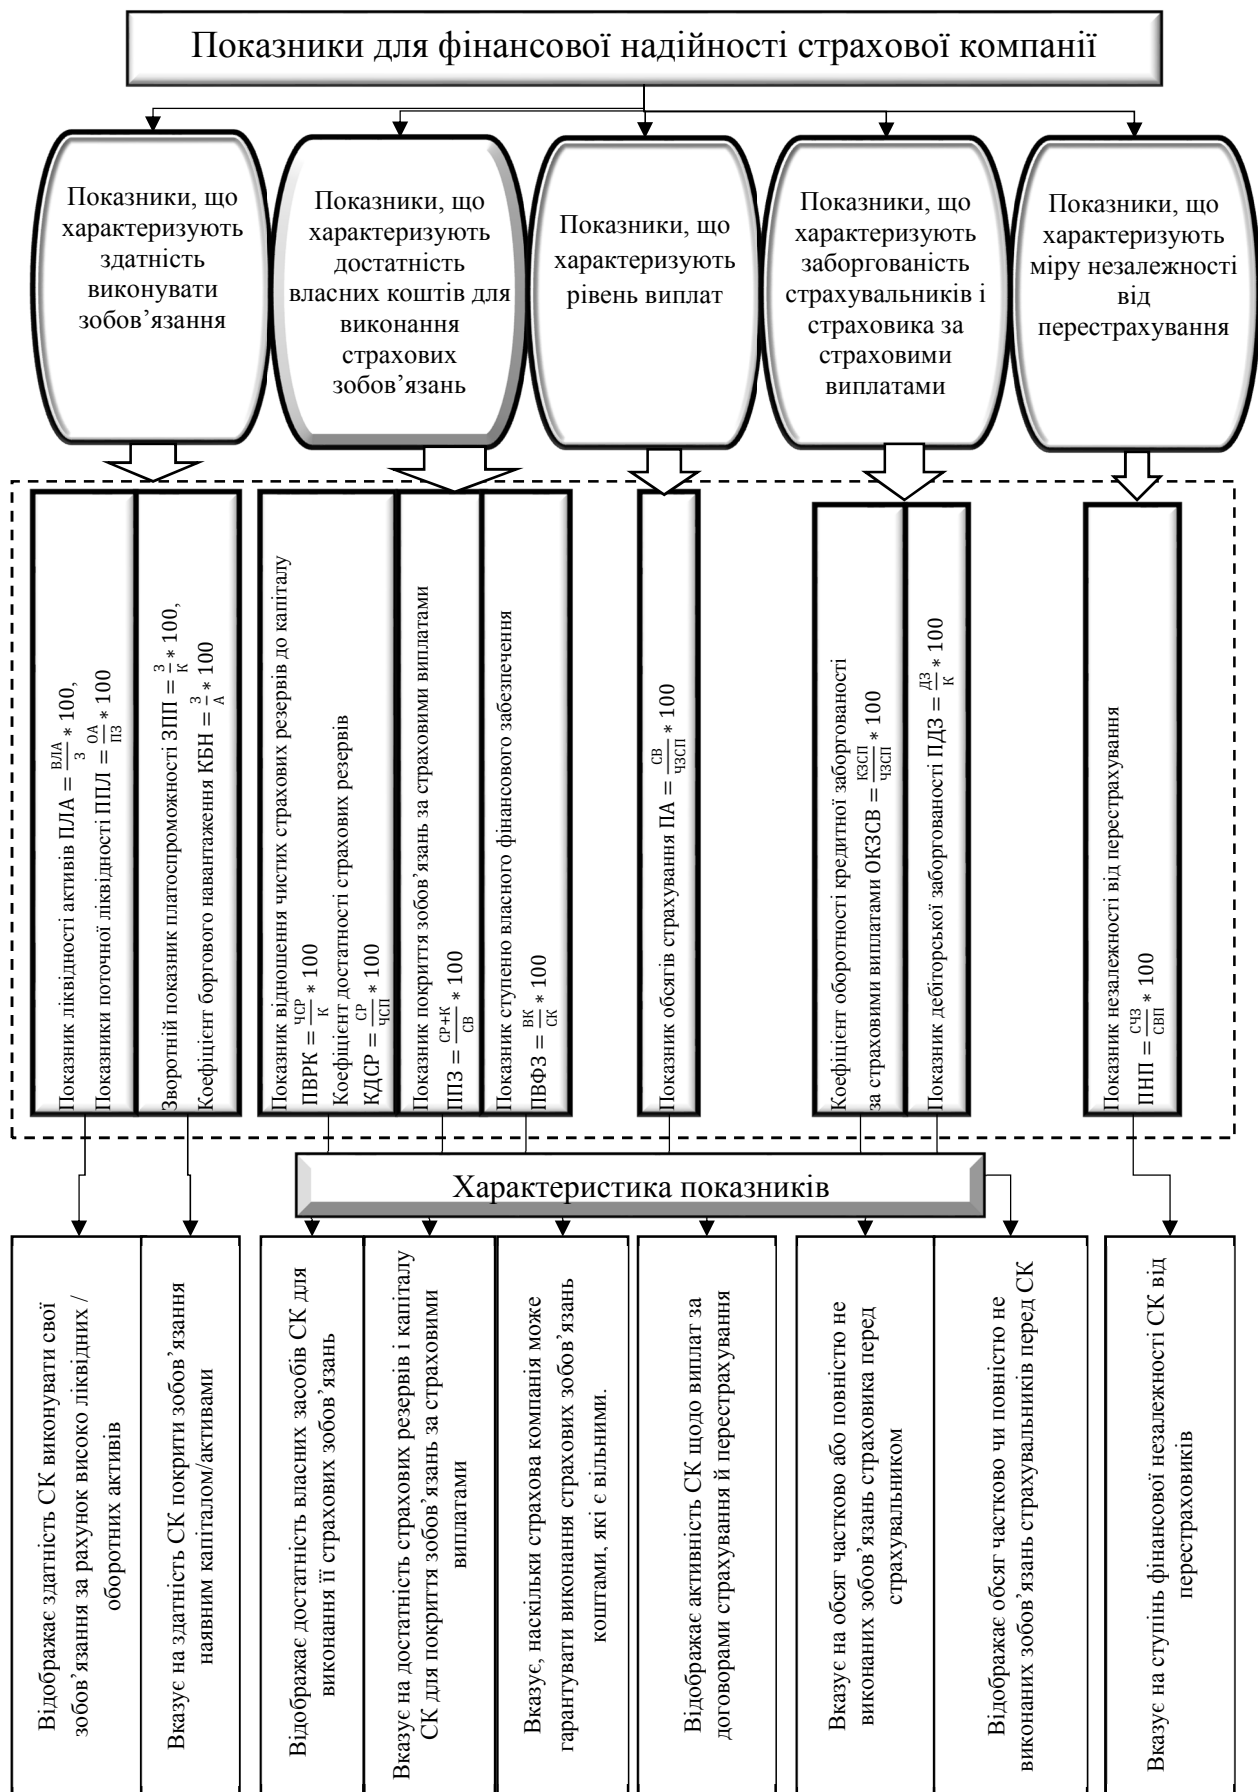 Показники для фінансової надійності страхової компанії
Показники, що
характеризують
здатність
виконувати
зобов’язання
Показники, що
характеризують
достатність
власних коштів для
виконання
страхових
зобов’язань
Показники, що
характеризують
рівень виплат
Показники, що
характеризують
заборгованість
страхувальників і
страховика за
страховими
виплатами
Показники, що
характеризують
міру незалежності
від
перестрахування
Показник ліквідності активів ПЛА = ВЛА/З * 100,
Показники поточної ліквідності ППЛ = ОА/ПЗ * 100
Зворотній показник платоспроможності ЗПП = З/К * 100,
Коефіцієнт боргового навантаження КБН = З/А * 100
Показник відношення чистих страхових резервів до капіталу
ПВРК = ЧСР/К * 100
Коефіцієнт достатності страхових резервів
КДСР = СР/ЧСП * 100
Показник покриття зобов’язань за страховими виплатами
ППЗ = СР+К/СВ * 100
Показник ступеню власного фінансового забезпечення
ПВФЗ = ВК/СК * 100
Показник обсягів страхування ПА = СВ/ЧЗСП * 100
Коефіцієнт оборотності кредитної заборгованості
за страховими виплатами ОКЗСВ = КЗСП/ЧЗСП * 100
Показник дебіторської заборгованості ПДЗ = ДЗ/К * 100
Показник незалежності від перестрахування
ПНП = СЧЗ/СВП * 100
Характеристика показників
Відображає здатність СК виконувати свої
зобов’язання за рахунок високо ліквідних /
оборотних активів
Вказує на здатність СК покрити зобов’язання
наявним капіталом/активами
Відображає достатність власних засобів СК для
виконання її страхових зобов’язань
Вказує на достатність страхових резервів і капіталу
СК для покриття зобов’язань за страховими
виплатами
Вказує, наскільки страхова компанія може
гарантувати виконання страхових зобов’язань
коштами, які є вільними.
Відображає активність СК щодо виплат за
договорами страхування й перестрахування
Вказує на обсяг частково або повністю не
виконаних зобов’язань страховика перед
страхувальником
Відображає обсяг частково чи повністю не
виконаних зобов’язань страхувальників перед СК
Вказує на ступінь фінансової незалежності СК від
перестраховиків